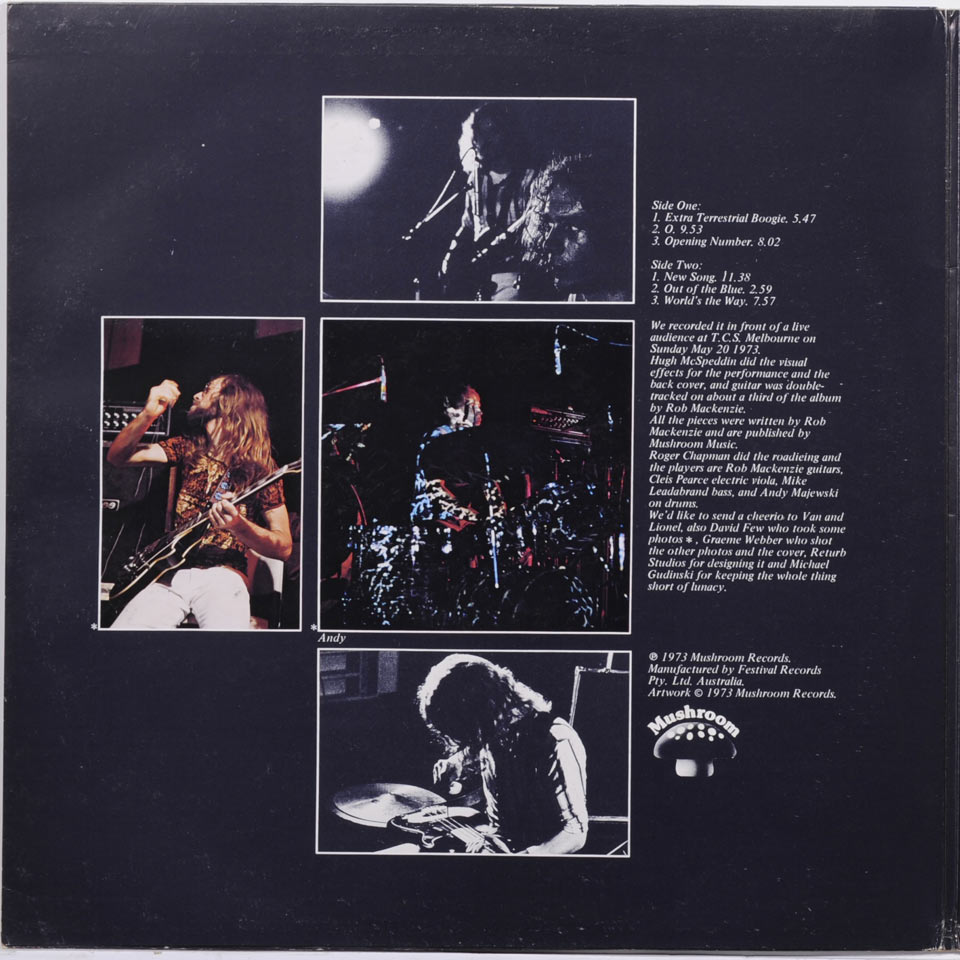 Side One:
1. Extra Terrestrial Boogie. 5.47
2. O. 9.53
3. Opening Number. 8.02
Side Two:
1. New Song. 11.38
2. Out of the Blue. 2.59
3. World's the Way. 7.57
We recorded it in front of a live
audience at T.C.S. Melbourne on
Sunday May 20 1973.
Hugh McSpeddin did the visual
effects for the performance and the
back cover, and guitar was double-
tracked on about a third of the album
by Rob Mackenzie.
All the pieces were written by Rob
Mackenzie and are published by
Mushroom Music.
Roger Chapman did the roadieing and
the players are Rob Mackenzie guitars,
Cleis Pearce electric viola, Mike
Leadabrand bass, and Andy Majewski
on drums.
We'd like to send a cheerio to Van and
Lionel, also David Few who took some
photos *, Graeme Webber who shot
the other photos and the cover, Returb
Studios for designing it and Michael
Gudinski for keeping the whole thing
short of lunacy.
*
*
Andy
℗ 1973 Mushroom Records.
Manufactured by Festival Records
Pty. Ltd. Australia.
Artwork © 1973 Mushroom Records.
Mushroom